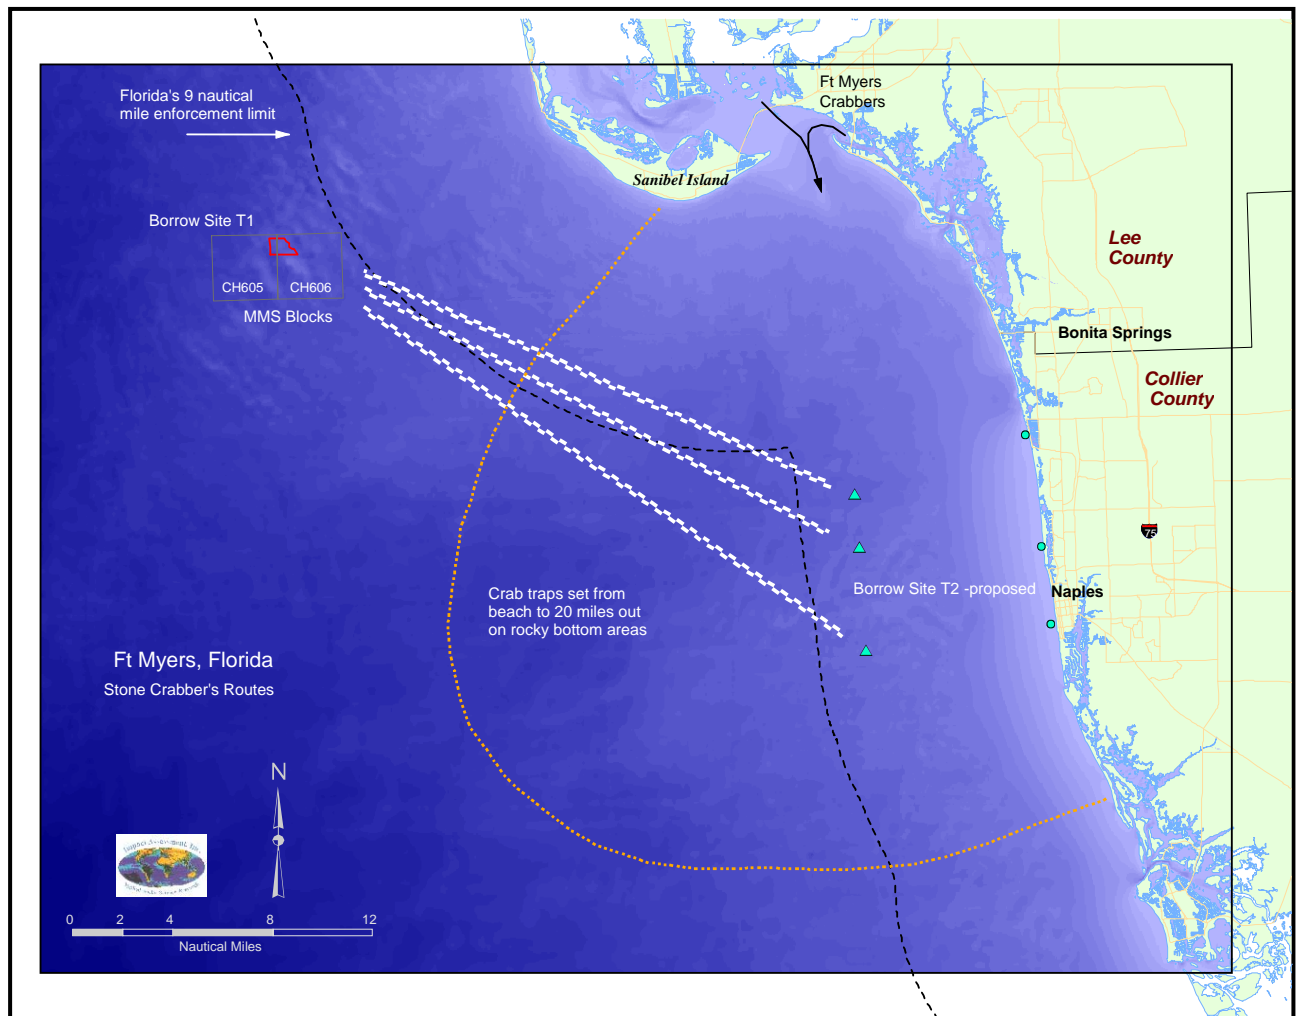 Ft Myers
Crabbers
Florida's 9 nautical
mile enforcement limit
Sanibel Island
Borrow Site T1
Lee
County
CH605
CH606
MMS Blocks
Bonita Springs
Collier
County
75
Crab traps set from
beach to 20 miles out
on rocky bottom areas
Borrow Site T2 -proposed
Naples
Ft Myers, Florida
Stone Crabber's Routes
N
0 2 4 8 12
Nautical Miles